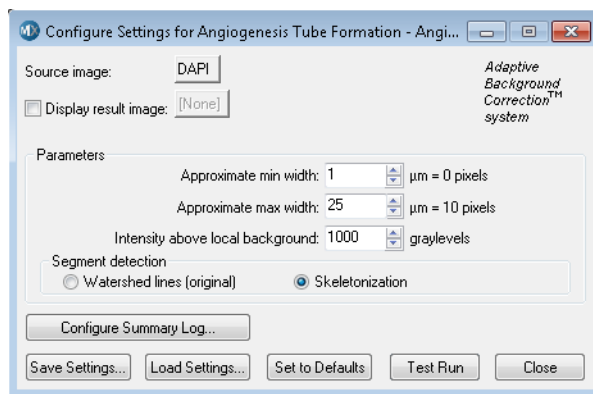 MX Configure Settings for Angiogenesis Tube Formation - Angi...
Source image: DAPI
Adaptive
Background
Correction™
system
Display result image: [None]
Parameters
Approximate min width: 1 µm = 0 pixels
Approximate max width: 25 µm = 10 pixels
Intensity above local background: 1000 graylevels
Segment detection
Watershed lines (original) Skeletonization
Configure Summary Log...
Save Settings... Load Settings... Set to Defaults Test Run Close